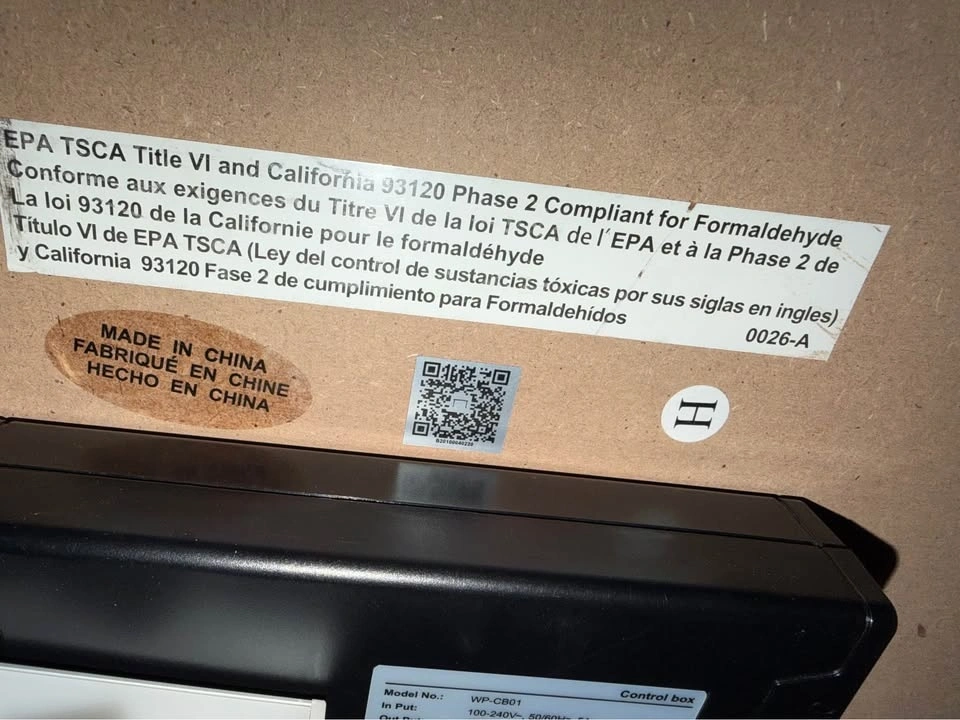 EPA TSCA Title VI and California 93120 Phase 2 Compliant for Formaldehyde
Conforme aux exigences du Titre VI de la loi TSCA de l'EPA et à la Phase 2 de
La loi 93120 de la Californie pour le formaldéhyde
Título VI de EPA TSCA (Ley del control de sustancias tóxicas por sus siglas en ingles)
y California 93120 Fase 2 de cumplimiento para Formaldehídos
0026-A
MADE IN CHINA
FABRIQUÉ EN CHINE
HECHO EN CHINA
H
Control box
Model No.: WP-CB01
In Put: 100-240V~, 50/60Hz,